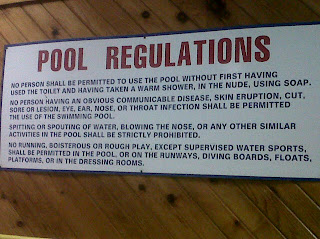 POOL REGULATIONS
NO PERSON SHALL BE PERMITTED TO USE THE POOL WITHOUT FIRST HAVING
USED THE TOILET AND HAVING TAKEN A WARM SHOWER, IN THE NUDE, USING SOAP.
NO PERSON HAVING AN OBVIOUS COMMUNICABLE DISEASE, SKIN ERUPTION, CUT,
SORE OR LESION, EYE, EAR, NOSE, OR THROAT INFECTION SHALL BE PERMITTED
THE USE OF THE SWIMMING POOL.
SPITTING OR SPOUTING OF WATER, BLOWING THE NOSE, OR ANY OTHER SIMILAR
ACTIVITIES IN THE POOL SHALL BE STRICTLY PROHIBITED.
NO RUNNING, BOISTEROUS OR ROUGH PLAY, EXCEPT SUPERVISED WATER SPORTS,
SHALL BE PERMITTED IN THE POOL, OR ON THE RUNWAYS, DIVING BOARDS, FLOATS,
PLATFORMS, OR IN THE DRESSING ROOMS.